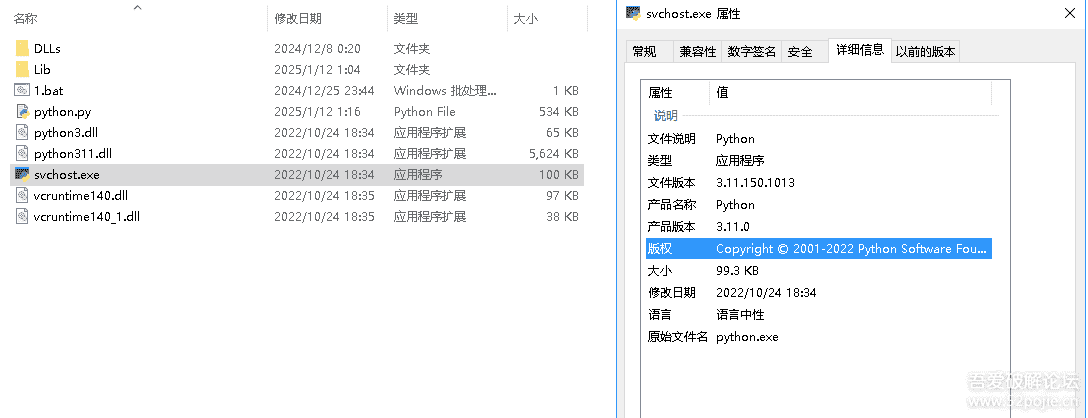 名称 修改日期 类型 大小
DLLs 2024/12/8 0:20 文件夹
Lib 2025/1/12 1:04 文件夹
1.bat 2024/12/25 23:44 Windows 批处理... 1 KB
python.py 2025/1/12 1:16 Python File 534 KB
python3.dll 2022/10/24 18:34 应用程序扩展 65 KB
python311.dll 2022/10/24 18:34 应用程序扩展 5,624 KB
svchost.exe 2022/10/24 18:34 应用程序 100 KB
vcruntime140.dll 2022/10/24 18:35 应用程序扩展 97 KB
vcruntime140_1.dll 2022/10/24 18:35 应用程序扩展 38 KB
svchost.exe 属性
常规 兼容性 数字签名 安全 详细信息 以前的版本
属性 值
说明
文件说明 Python
类型 应用程序
文件版本 3.11.150.1013
产品名称 Python
产品版本 3.11.0
版权 Copyright © 2001-2022 Python Software Fou...
大小 99.3 KB
修改日期 2022/10/24 18:34
语言 语言中性
原始文件名 python.exe
吾爱破解论坛
www.52pojie.cn